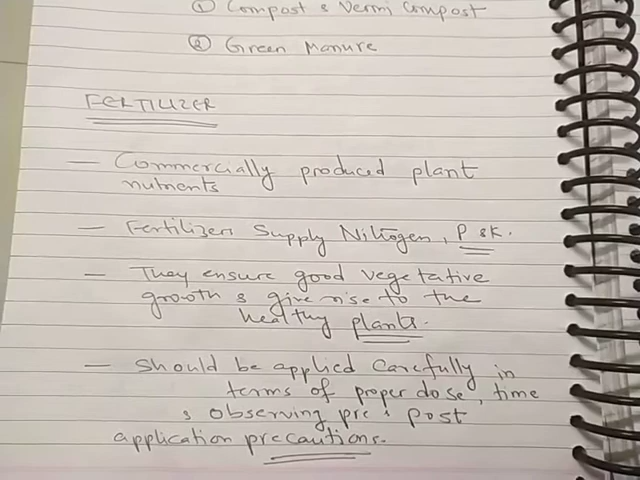 ① Compost & Vermi compost
② Green Manure
FERTILIZER
— Commercially produced plant
nutrients
— Fertilizers Supply Nitrogen, P & K.
— They ensure good vegetative
growth & give rise to the
healthy plants.
— Should be applied carefully in
terms of proper dose, time
& observing pre & post
application precautions.